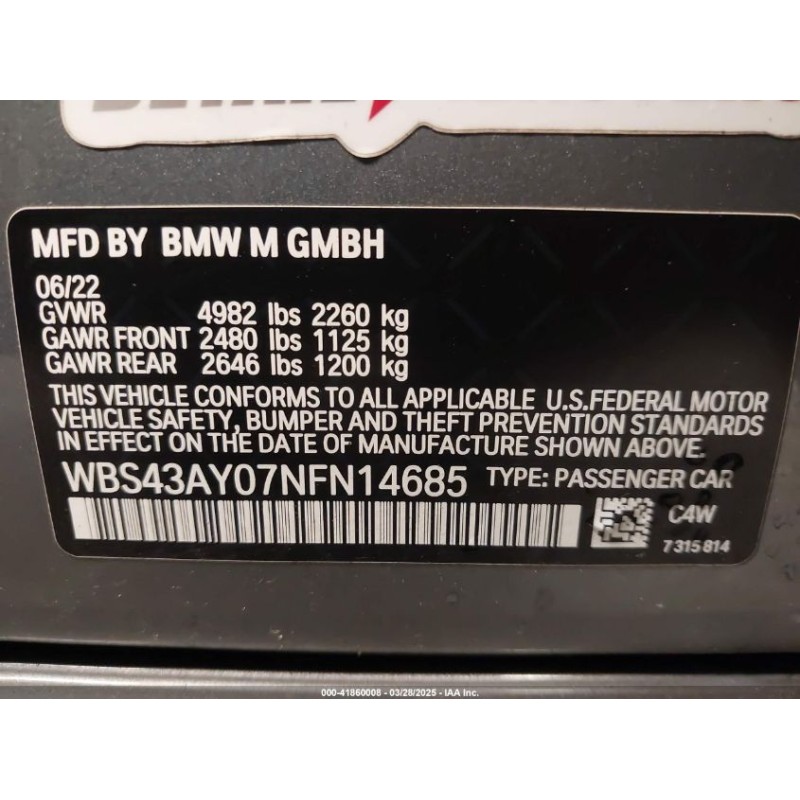 MFD BY BMW M GMBH
06/22
GVWR 4982 lbs 2260 kg
GAWR FRONT 2480 lbs 1125 kg
GAWR REAR 2646 lbs 1200 kg
THIS VEHICLE CONFORMS TO ALL APPLICABLE U.S.FEDERAL MOTOR
VEHICLE SAFETY, BUMPER AND THEFT PREVENTION STANDARDS
IN EFFECT ON THE DATE OF MANUFACTURE SHOWN ABOVE.
WBS43AY07NFN14685 TYPE: PASSENGER CAR
C4W
7315814
000-41860008 - 03/28/2025 - IAA Inc.